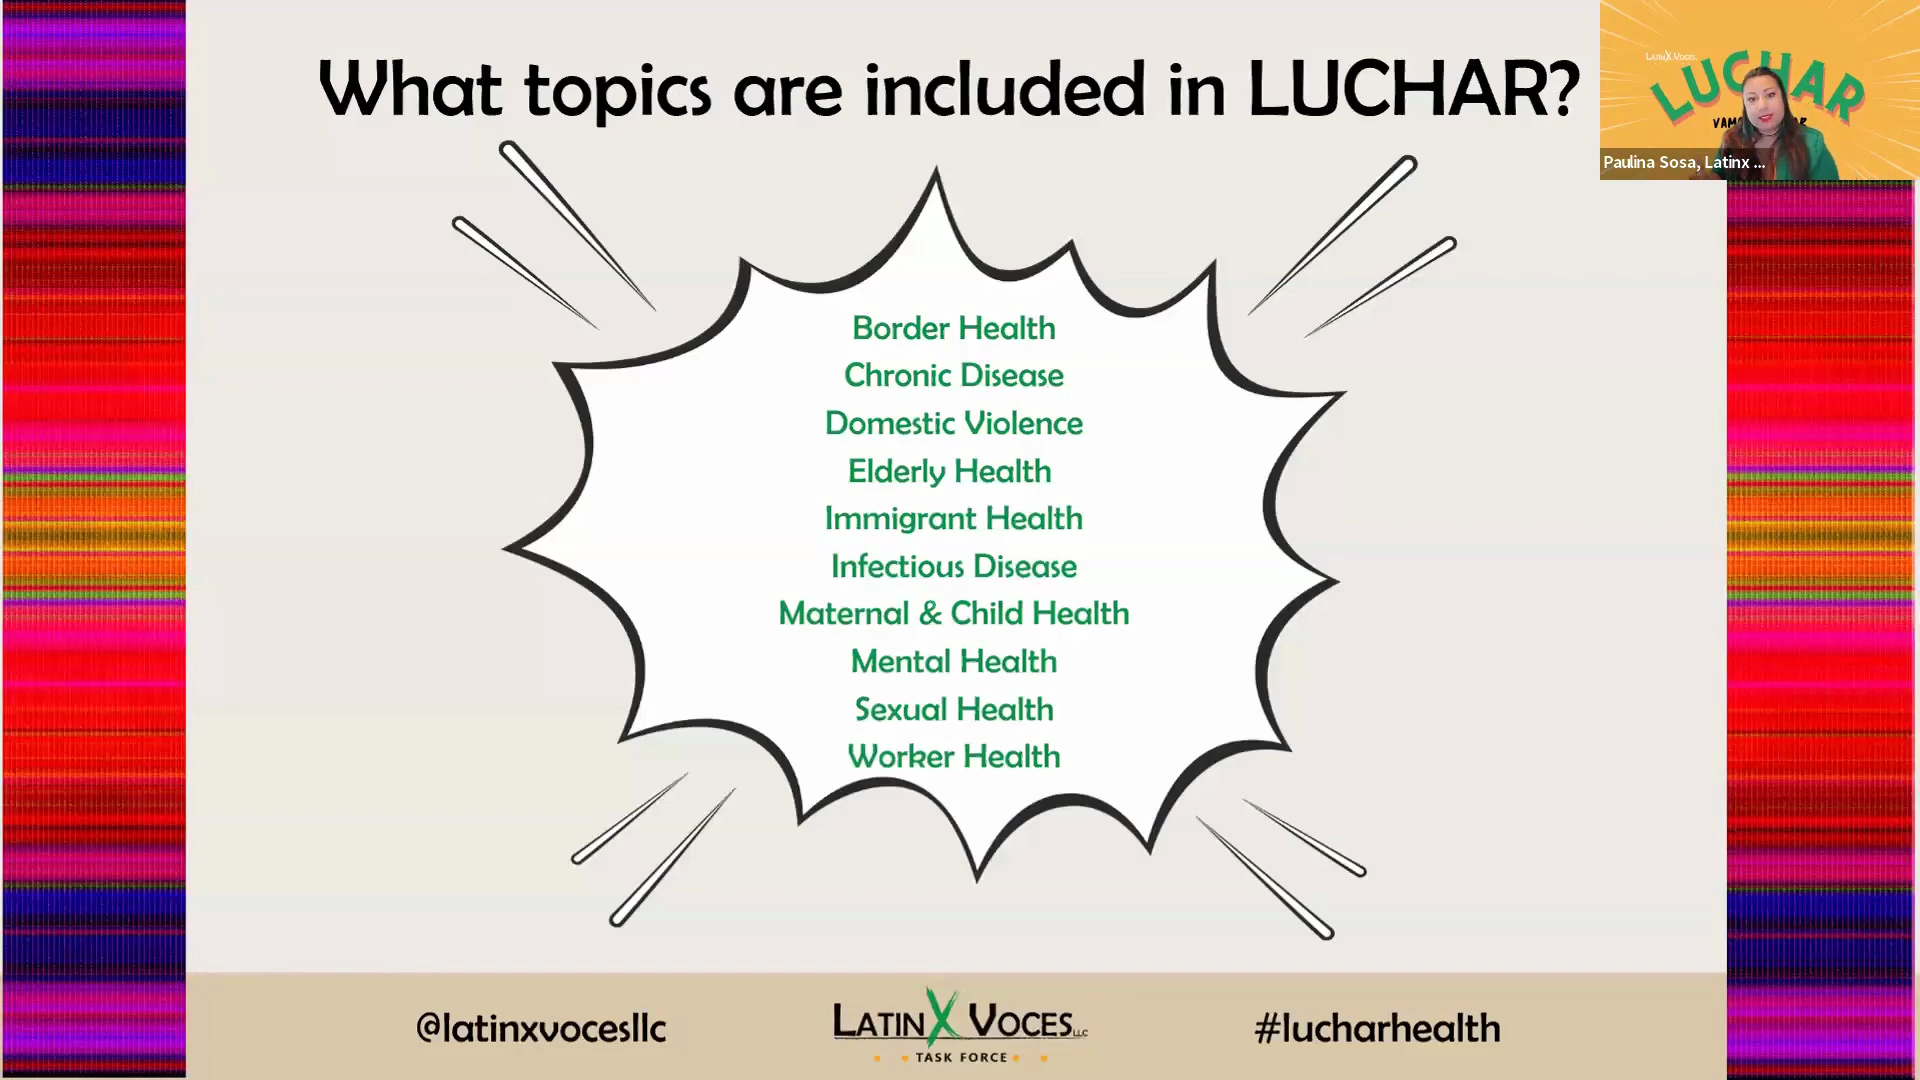 What topics are included in LUCHAR?
LATINX VOCES
LUCHAR
Paulina Sosa, Latinx ...
Border Health
Chronic Disease
Domestic Violence
Elderly Health
Immigrant Health
Infectious Disease
Maternal & Child Health
Mental Health
Sexual Health
Worker Health
@latinxvocesllc
LATINX VOCES LLC
TASK FORCE
#lucharhealth